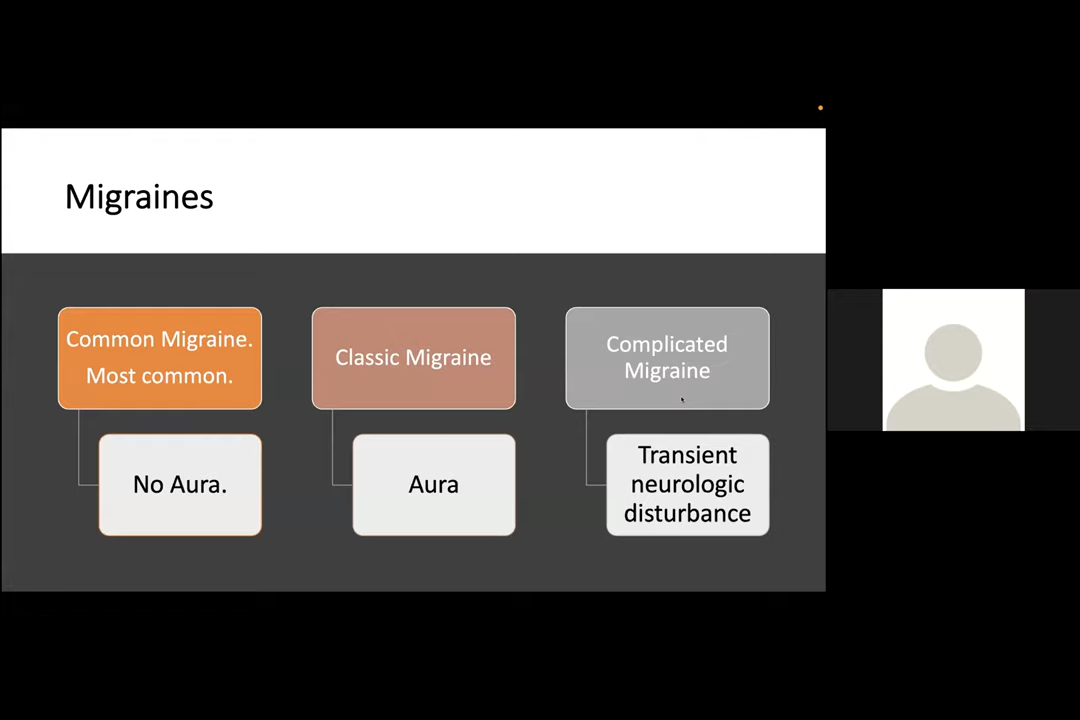 Migraines
Common Migraine.
Most common.
No Aura.
Classic Migraine
Aura
Complicated
Migraine
Transient
neurologic
disturbance